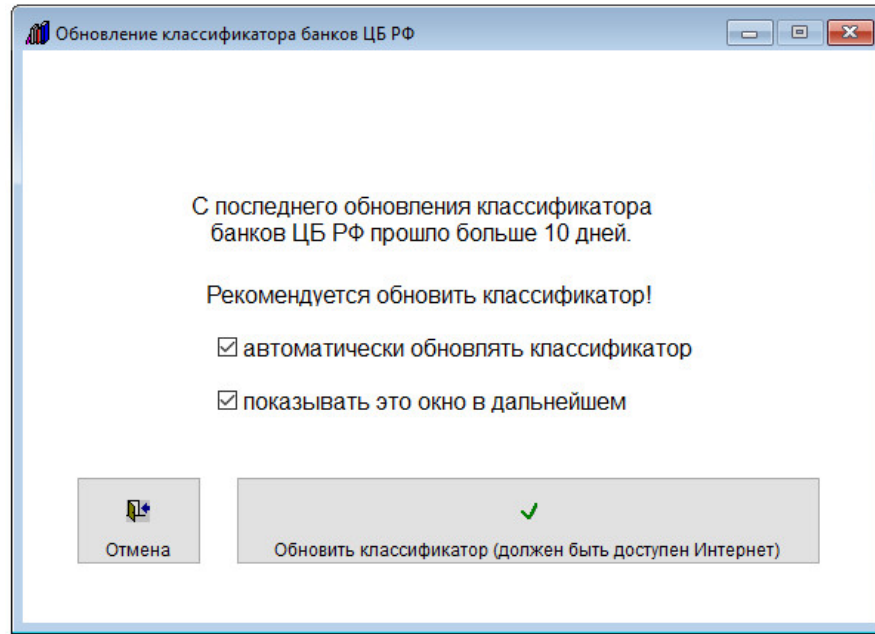 Обновление классификатора банков ЦБ РФ
С последнего обновления классификатора
банков ЦБ РФ прошло больше 10 дней.
Рекомендуется обновить классификатор!
автоматически обновлять классификатор
показывать это окно в дальнейшем
Отмена
Обновить классификатор (должен быть доступен Интернет)